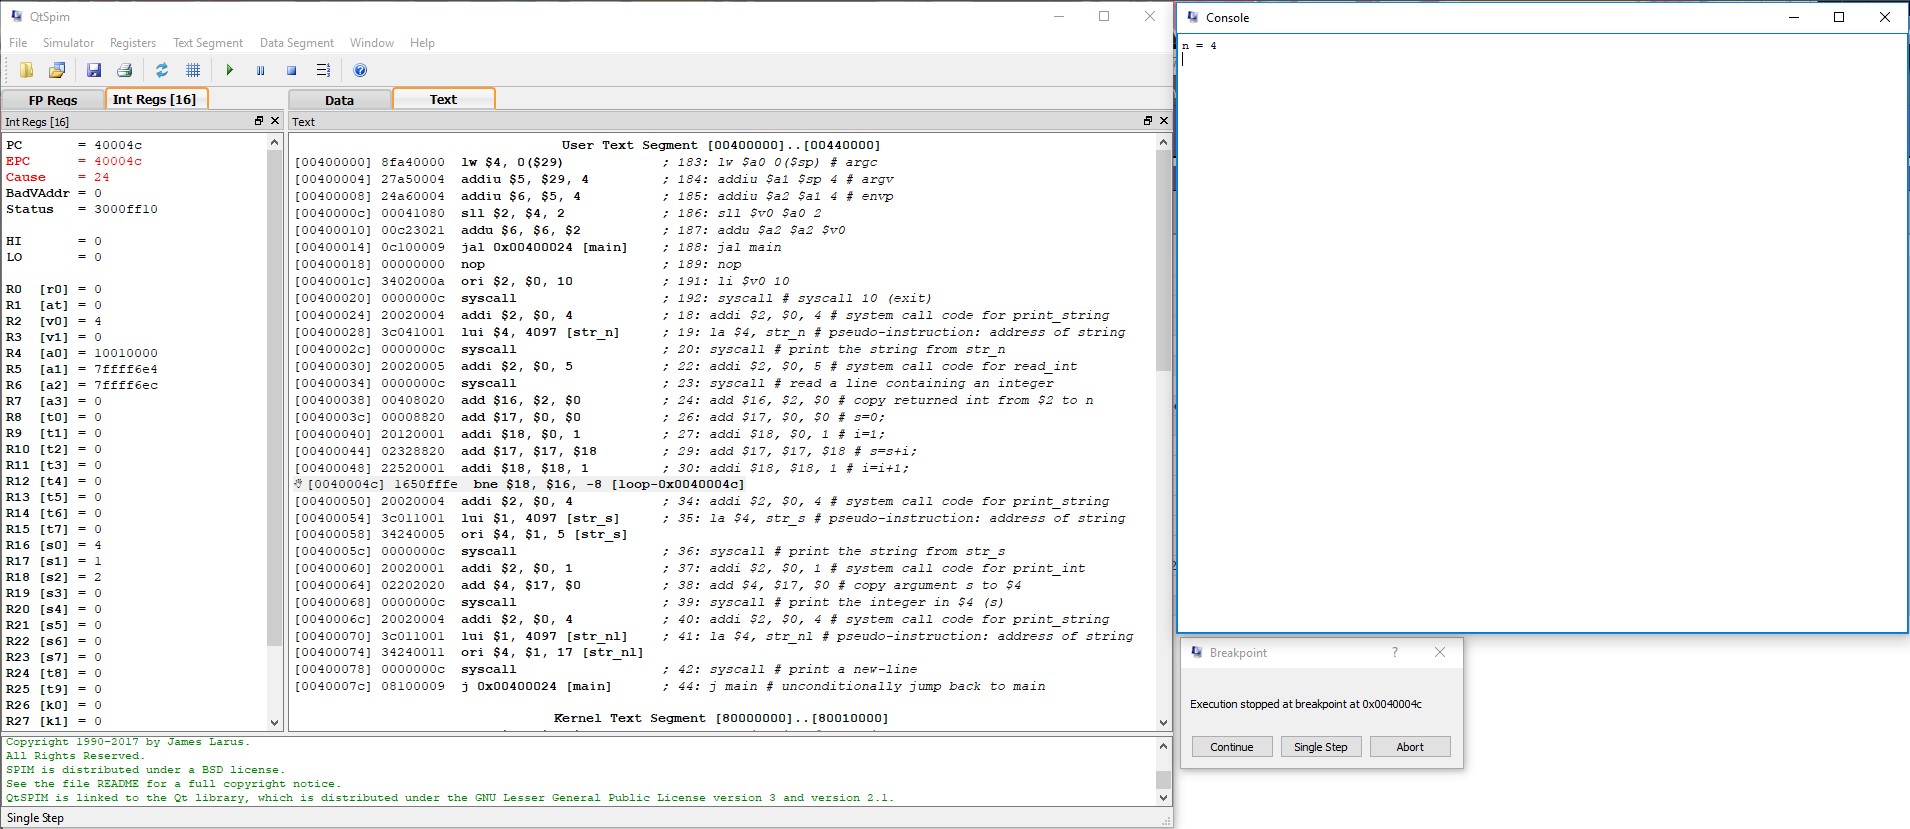 QtSpim
File Simulator Registers Text Segment Data Segment Window Help
FP Regs Int Regs [16] Data Text
Int Regs [16]
PC = 40004c
EPC = 40004c
Cause = 24
BadVAddr = 0
Status = 3000ff10
HI = 0
LO = 0
R0 [r0] = 0
R1 [at] = 0
R2 [v0] = 4
R3 [v1] = 0
R4 [a0] = 10010000
R5 [a1] = 7ffff6e4
R6 [a2] = 7ffff6ec
R7 [a3] = 0
R8 [t0] = 0
R9 [t1] = 0
R10 [t2] = 0
R11 [t3] = 0
R12 [t4] = 0
R13 [t5] = 0
R14 [t6] = 0
R15 [t7] = 0
R16 [s0] = 4
R17 [s1] = 1
R18 [s2] = 2
R19 [s3] = 0
R20 [s4] = 0
R21 [s5] = 0
R22 [s6] = 0
R23 [s7] = 0
R24 [t8] = 0
R25 [t9] = 0
R26 [k0] = 0
R27 [k1] = 0
Text
User Text Segment [00400000]..[00440000]
[00400000] 8fa40000 lw $4, 0($29) ; 183: lw $a0 0($sp) # argc
[00400004] 27a50004 addiu $5, $29, 4 ; 184: addiu $a1 $sp 4 # argv
[00400008] 24a60004 addiu $6, $5, 4 ; 185: addiu $a2 $a1 4 # envp
[0040000c] 00041080 sll $2, $4, 2 ; 186: sll $v0 $a0 2
[00400010] 00c23021 addu $6, $6, $2 ; 187: addu $a2 $a2 $v0
[00400014] 0c100009 jal 0x00400024 [main] ; 188: jal main
[00400018] 00000000 nop ; 189: nop
[0040001c] 3402000a ori $2, $0, 10 ; 191: li $v0 10
[00400020] 0000000c syscall ; 192: syscall # syscall 10 (exit)
[00400024] 20020004 addi $2, $0, 4 ; 18: addi $2, $0, 4 # system call code for print_string
[00400028] 3c041001 lui $4, 4097 [str_n] ; 19: la $4, str_n # pseudo-instruction: address of string
[0040002c] 0000000c syscall ; 20: syscall # print the string from str_n
[00400030] 20020005 addi $2, $0, 5 ; 22: addi $2, $0, 5 # system call code for read_int
[00400034] 0000000c syscall ; 23: syscall # read a line containing an integer
[00400038] 00408020 add $16, $2, $0 ; 24: add $16, $2, $0 # copy returned int from $2 to n
[0040003c] 00008820 add $17, $0, $0 ; 26: add $17, $0, $0 # s=0;
[00400040] 20120001 addi $18, $0, 1 ; 27: addi $18, $0, 1 # i=1;
[00400044] 02328820 add $17, $17, $18 ; 29: add $17, $17, $18 # s=s+i;
[00400048] 22520001 addi $18, $18, 1 ; 30: addi $18, $18, 1 # i=i+1;
[0040004c] 1650fffe bne $18, $16, -8 [loop-0x0040004c]
[00400050] 20020004 addi $2, $0, 4 ; 34: addi $2, $0, 4 # system call code for print_string
[00400054] 3c011001 lui $1, 4097 [str_s] ; 35: la $4, str_s # pseudo-instruction: address of string
[00400058] 34240005 ori $4, $1, 5 [str_s]
[0040005c] 0000000c syscall ; 36: syscall # print the string from str_s
[00400060] 20020001 addi $2, $0, 1 ; 37: addi $2, $0, 1 # system call code for print_int
[00400064] 02202020 add $4, $17, $0 ; 38: add $4, $17, $0 # copy argument s to $4
[00400068] 0000000c syscall ; 39: syscall # print the integer in $4 (s)
[0040006c] 20020004 addi $2, $0, 4 ; 40: addi $2, $0, 4 # system call code for print_string
[00400070] 3c011001 lui $1, 4097 [str_nl] ; 41: la $4, str_nl # pseudo-instruction: address of string
[00400074] 34240011 ori $4, $1, 17 [str_nl]
[00400078] 0000000c syscall ; 42: syscall # print a new-line
[0040007c] 08100009 j 0x00400024 [main] ; 44: j main # unconditionally jump back to main
Kernel Text Segment [80000000]..[80010000]
Copyright 1990-2017 by James Larus.
All Rights Reserved.
SPIM is distributed under a BSD license.
See the file README for a full copyright notice.
QtSPIM is linked to the Qt library, which is distributed under the GNU Lesser General Public License version 3 and version 2.1.
Single Step
Console
n = 4
Breakpoint
Execution stopped at breakpoint at 0x0040004c
Continue Single Step Abort